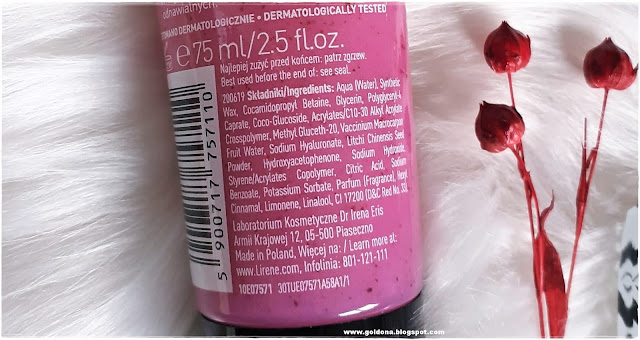 odnawialnych.
TOWANO DERMATOLOGICZNIE • DERMATOLOGICALLY TESTED
e 75 ml/2.5 fl.oz.
Najlepiej zużyć przed końcem: patrz zgrzew.
Best used before the end of: see seal.
200619 Składniki/Ingredients: Aqua (Water), Synthetic
Wax, Cocamidopropyl Betaine, Glycerin, Polyglyceryl-4
Caprate, Coco-Glucoside, Acrylates/C10-30 Alkyl Acrylate
Crosspolymer, Methyl Gluceth-20, Vaccinium Macrocarpon
Fruit Water, Sodium Hyaluronate, Litchi Chinensis Seed
Powder, Hydroxyacetophenone, Sodium Hydroxide,
Styrene/Acrylates Copolymer, Citric Acid, Sodium
Benzoate, Potassium Sorbate, Parfum (Fragrance), Hexyl
Cinnamal, Limonene, Linalool, CI 17200 (D&C Red No. 33).
Laboratorium Kosmetyczne Dr Irena Eris
Armii Krajowej 12, 05-500 Piaseczno
Made in Poland, Więcej na: / Learn more at:
www.Lirene.com, Infolinia: 801-121-111
10E07571 30TUE07571A58A1/1
5 900717 757110
www.goldona.blogspot.com